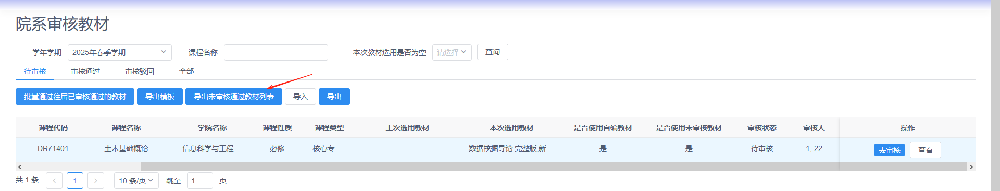 院系审核教材
学年学期 2025年春季学期 课程名称 本次教材选用是否为空 请选择 查询
待审核 审核通过 审核驳回 全部
批量通过往届已审核通过的教材 导出模板 导出未审核通过教材列表 导入 导出
课程代码 课程名称 学院名称 课程性质 课程类型 上次选用教材 本次选用教材 是否使用自编教材 是否使用未审核教材 审核状态 审核人 操作
DR71401 土木基础概论 信息科学与工程... 必修 核心专... 数据挖掘导论:完整版,新... 是 是 待审核 1, 22 去审核 查看
共 1 条 1 10 条/页 跳至 1 页